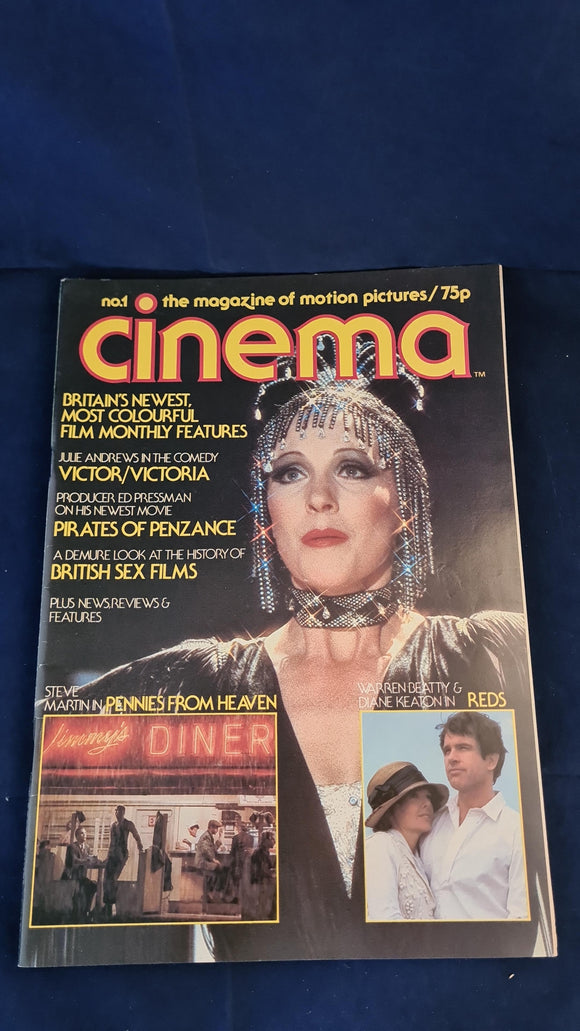 no.1 the magazine of motion pictures/75p
cinema™
BRITAIN'S NEWEST,
MOST COLOURFUL
FILM MONTHLY FEATURES
JULIE ANDREWS IN THE COMEDY
VICTOR/VICTORIA
PRODUCER ED PRESSMAN
ON HIS NEWEST MOVIE
PIRATES OF PENZANCE
A DEMURE LOOK AT THE HISTORY OF
BRITISH SEX FILMS
PLUS NEWS, REVIEWS &
FEATURES
STEVE
MARTIN IN PENNIES FROM HEAVEN
Jimmy's DINER
WARREN BEATTY &
DIANE KEATON IN REDS